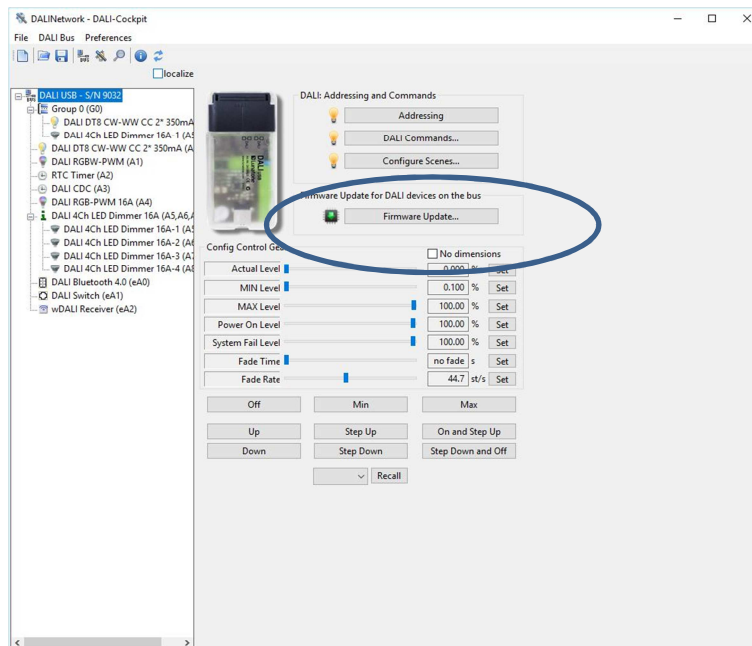 DALINetwork - DALI-Cockpit
File DALI Bus Preferences
localize
DALI USB - S/N 9032
Group 0 (G0)
DALI DT8 CW-WW CC 2* 350mA
DALI 4Ch LED Dimmer 16A-1 (A5
DALI DT8 CW-WW CC 2* 350mA (A
DALI RGBW-PWM (A1)
RTC Timer (A2)
DALI CDC (A3)
DALI RGB-PWM 16A (A4)
DALI 4Ch LED Dimmer 16A (A5,A6,A
DALI 4Ch LED Dimmer 16A-1 (A5
DALI 4Ch LED Dimmer 16A-2 (A6
DALI 4Ch LED Dimmer 16A-3 (A7
DALI 4Ch LED Dimmer 16A-4 (A8
DALI Bluetooth 4.0 (eA0)
DALI Switch (eA1)
wDALI Receiver (eA2)
DALI: Addressing and Commands
Addressing
DALI Commands...
Configure Scenes...
Firmware Update for DALI devices on the bus
Firmware Update...
Config Control Gea
No dimensions
Actual Level 0.000 % Set
MIN Level 0.100 % Set
MAX Level 100.00 % Set
Power On Level 100.00 % Set
System Fail Level 100.00 % Set
Fade Time no fade s Set
Fade Rate 44.7 st/s Set
Off Min Max
Up Step Up On and Step Up
Down Step Down Step Down and Off
Recall